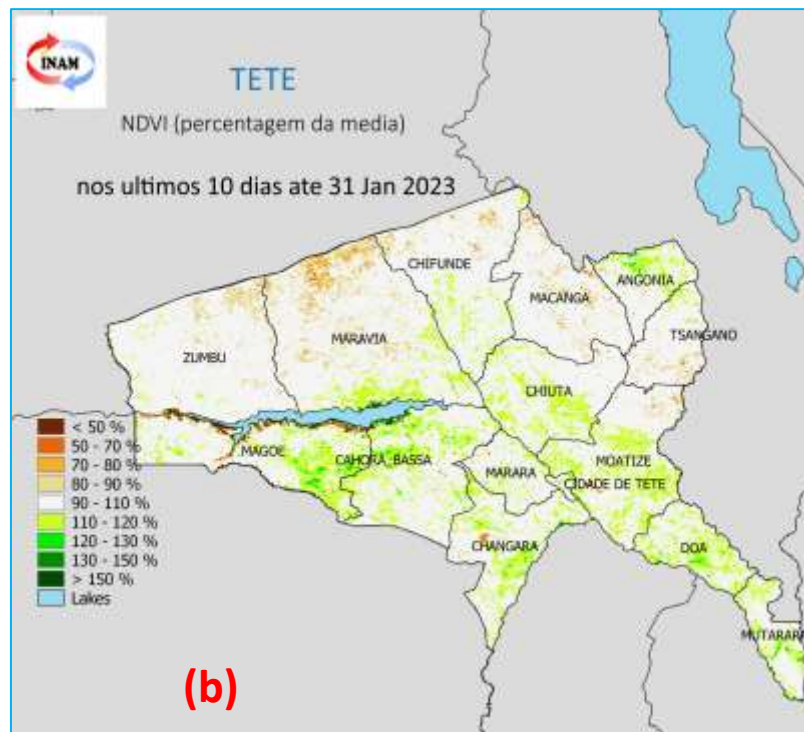 INAM
TETE
NDVI (percentagem da media)
nos ultimos 10 dias ate 31 Jan 2023
CHIFUNDE
ANGONIA
MACANGA
TSANGANO
ZUMBU
MARAVIA
CHIUTA
< 50 %
50 - 70 %
70 - 80 %
80 - 90 %
90 - 110 %
110 - 120 %
120 - 130 %
130 - 150 %
> 150 %
Lakes
MAGOE
CAHORA_BASSA
MARARA
MOATIZE
CIDADE DE TETE
CHANGARA
DOA
MUTARARA
(b)